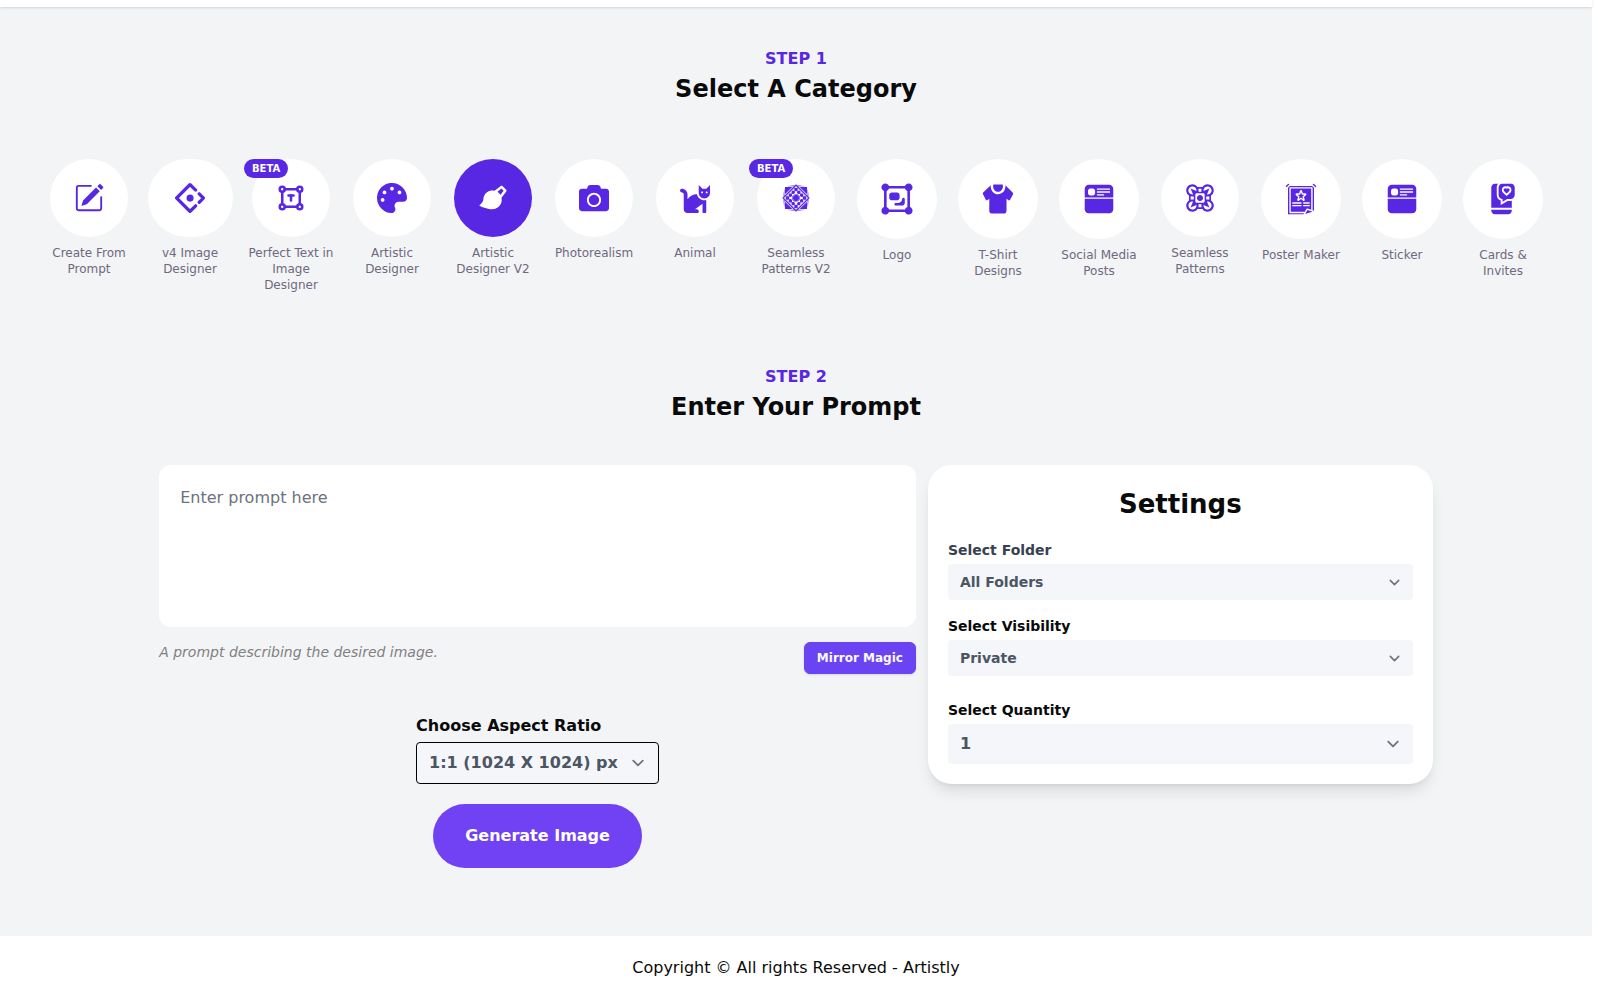 STEP 1
Select A Category
BETA
BETA
Create From
Prompt
v4 Image
Designer
Perfect Text in
Image
Designer
Artistic
Designer
Artistic
Designer V2
Photorealism
Animal
Seamless
Patterns V2
Logo
T-Shirt
Designs
Social Media
Posts
Seamless
Patterns
Poster Maker
Sticker
Cards &
Invites
STEP 2
Enter Your Prompt
Enter prompt here
A prompt describing the desired image.
Mirror Magic
Choose Aspect Ratio
1:1 (1024 X 1024) px
Generate Image
Settings
Select Folder
All Folders
Select Visibility
Private
Select Quantity
1
Copyright © All rights Reserved - Artistly